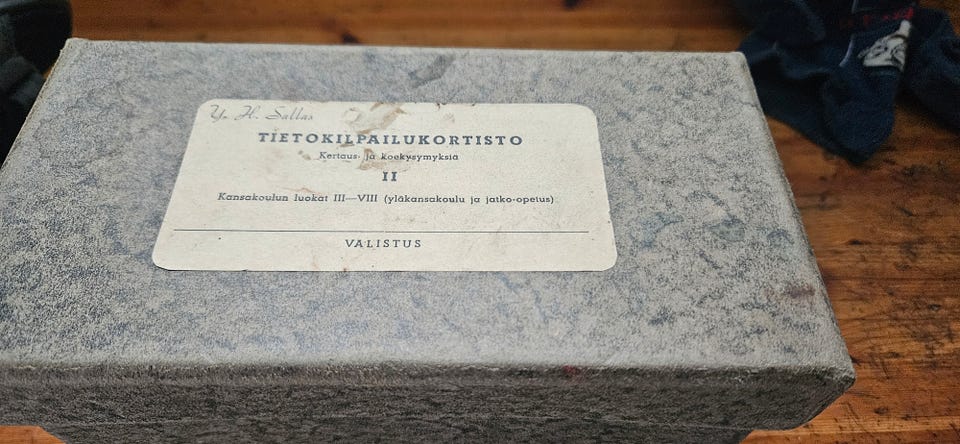 Y. H. Sallas
TIETOKILPAILUKORTISTO
Kertaus- ja koekysymyksiä
II
Kansakoulun luokat III—VIII (yläkansakoulu ja jatko-opetus)
VALISTUS